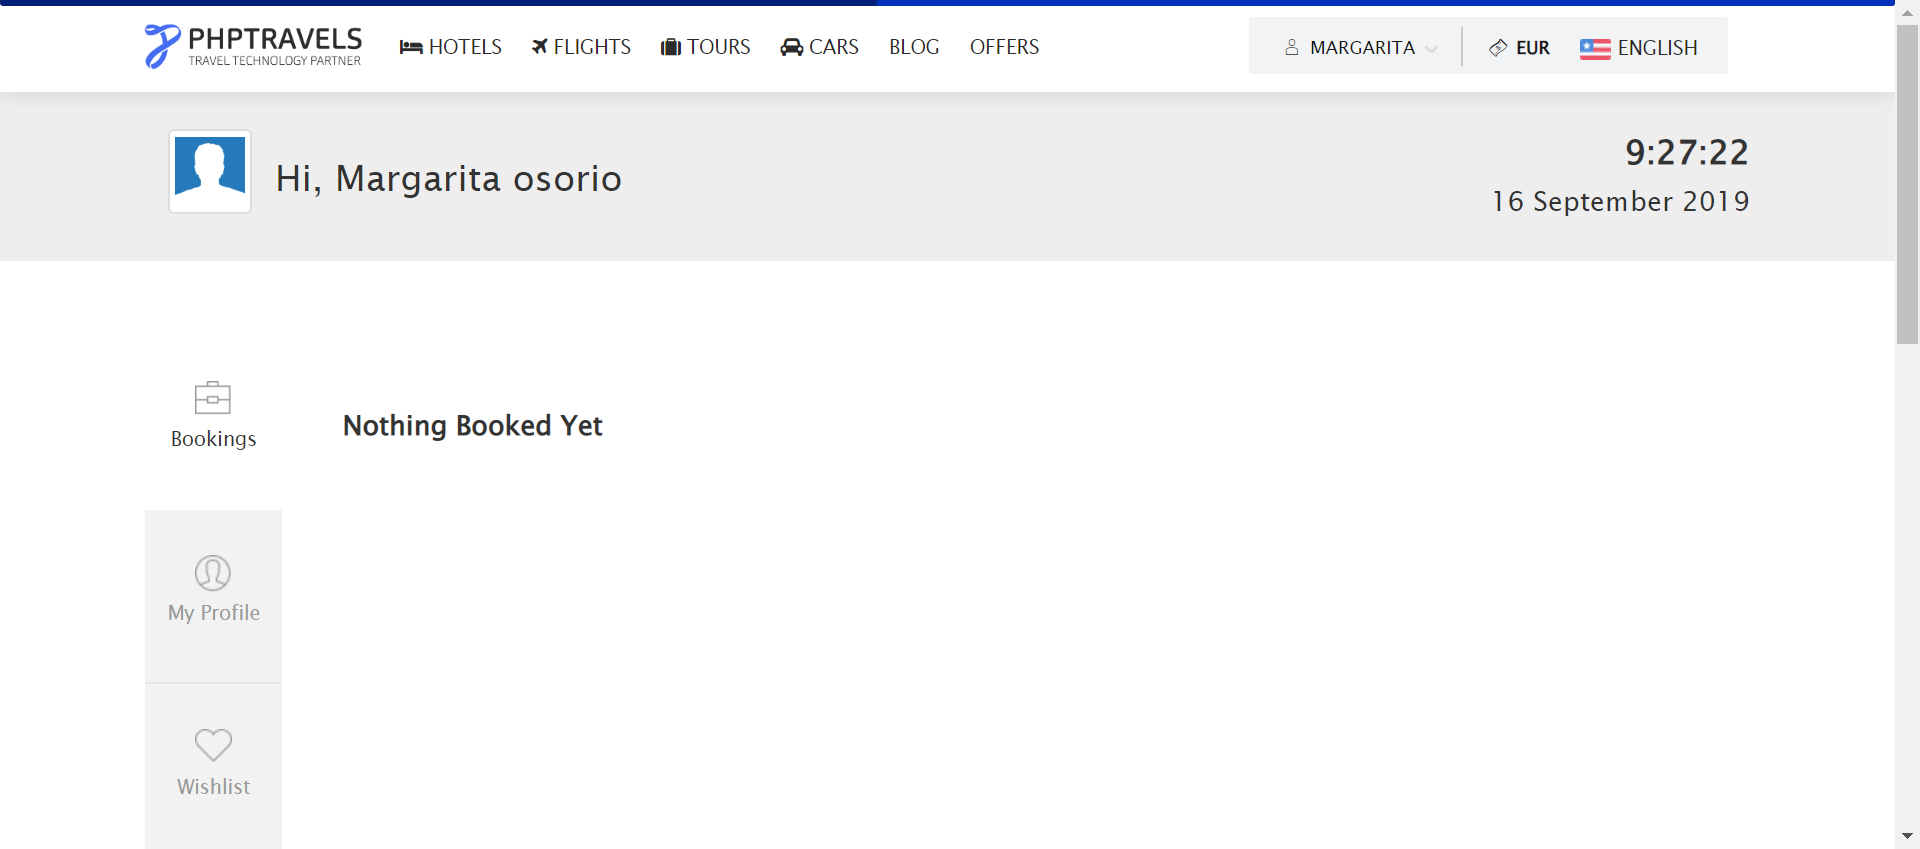 PHPTRAVELS
TRAVEL TECHNOLOGY PARTNER
HOTELS FLIGHTS TOURS CARS BLOG OFFERS
MARGARITA EUR ENGLISH
Hi, Margarita osorio
9:27:22
16 September 2019
Bookings
Nothing Booked Yet
My Profile
Wishlist